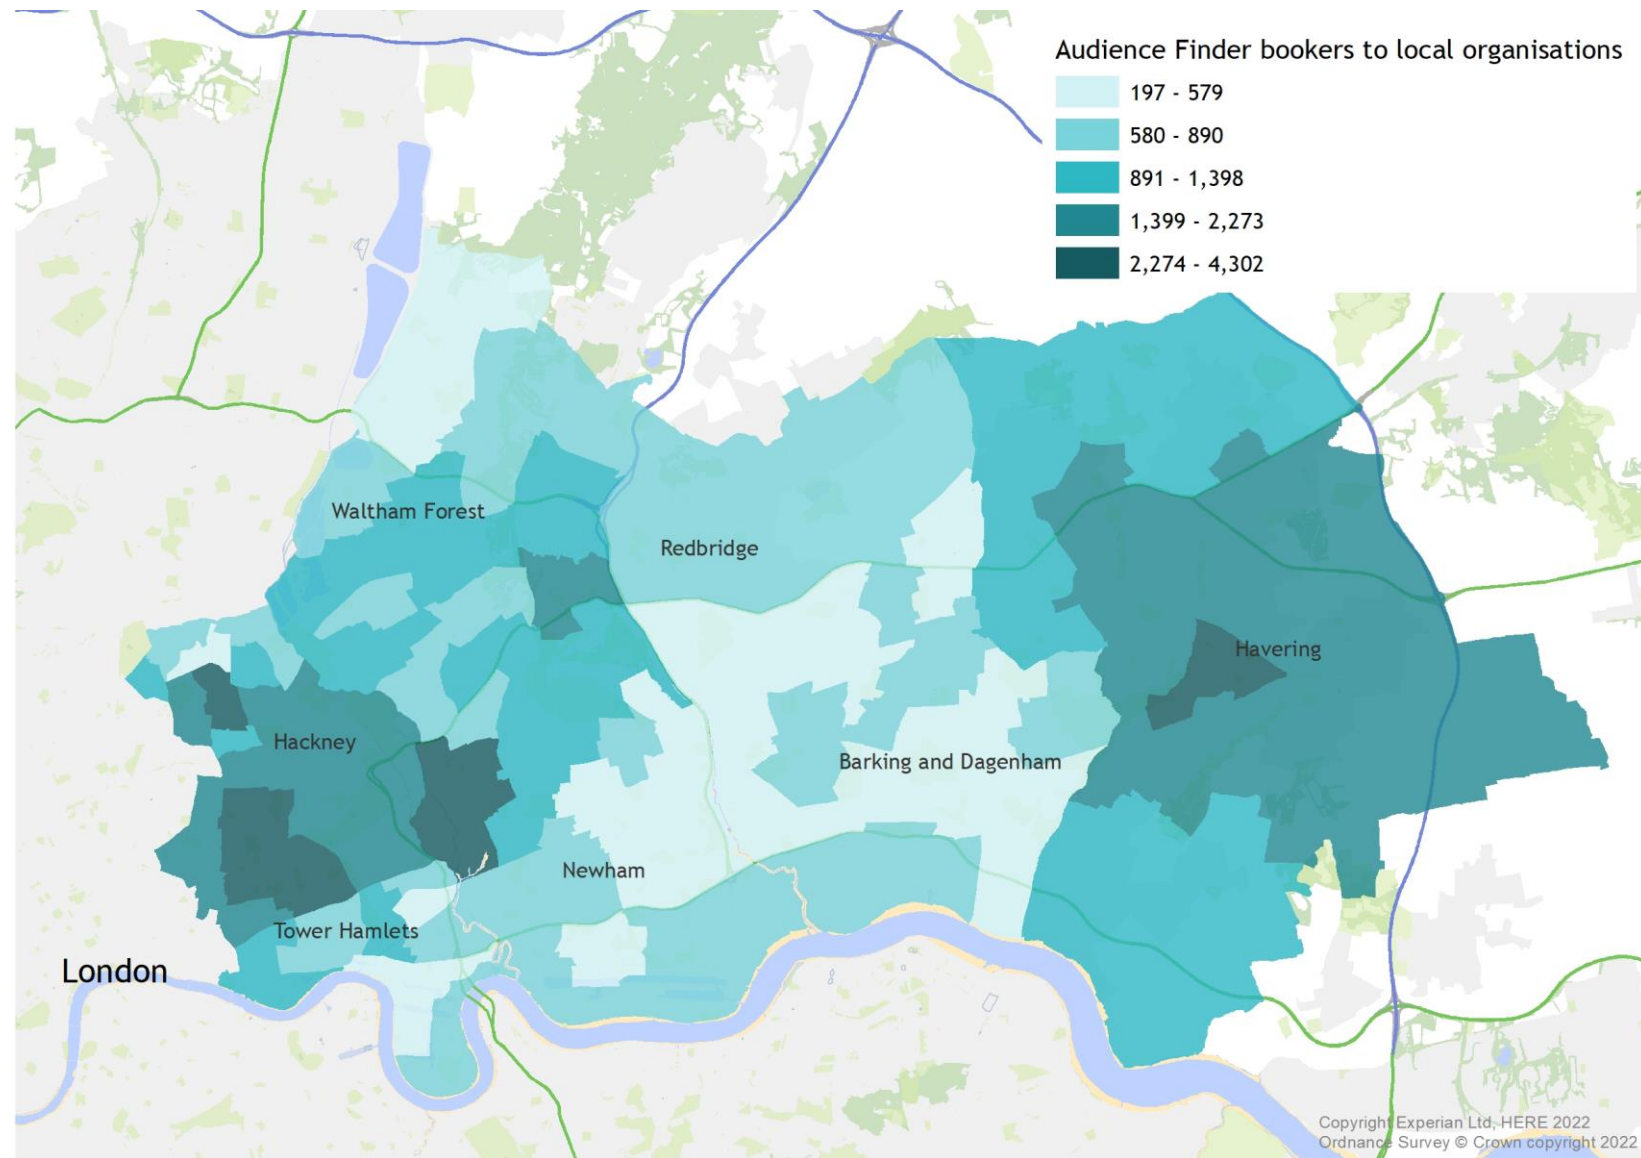 Audience Finder bookers to local organisations
197 - 579
580 - 890
891 - 1,398
1,399 - 2,273
2,274 - 4,302
Waltham Forest
Redbridge
Havering
Hackney
Barking and Dagenham
Newham
Tower Hamlets
London
Copyright Experian Ltd, HERE 2022
Ordnance Survey © Crown copyright 2022